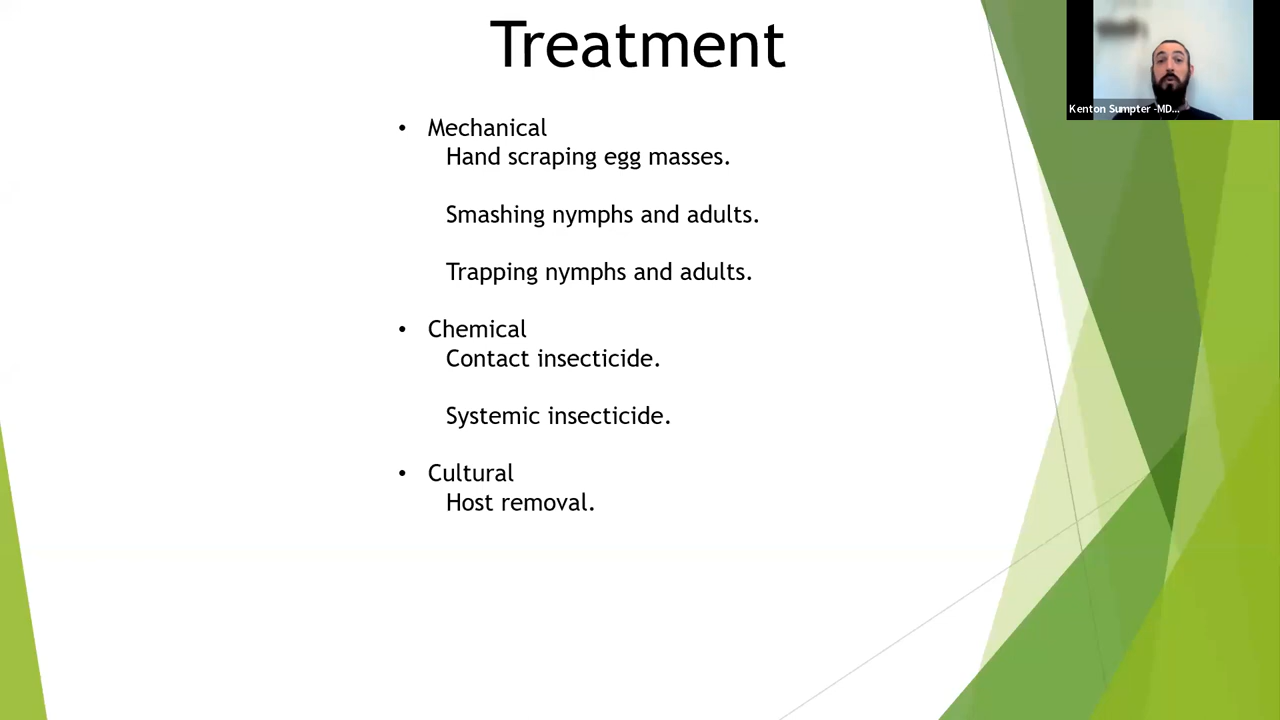 Treatment
Kenton Sumpter -MD...
• Mechanical
Hand scraping egg masses.
Smashing nymphs and adults.
Trapping nymphs and adults.
• Chemical
Contact insecticide.
Systemic insecticide.
• Cultural
Host removal.